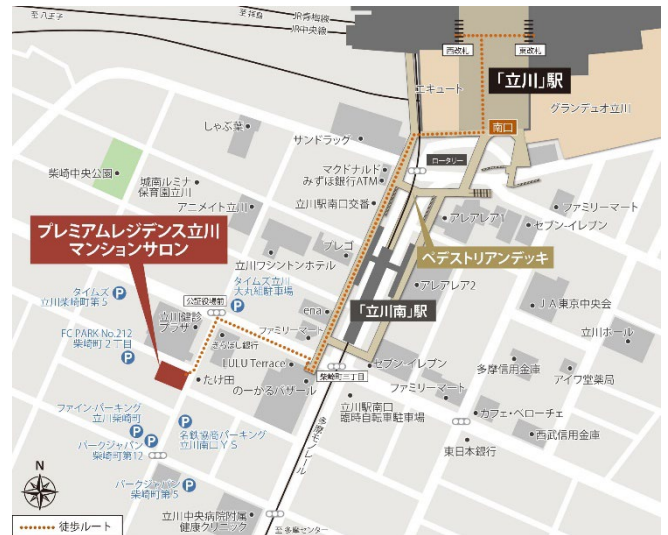 至 八王子
至 拝島
JR青梅線
JR中央線
西改札
東改札
「立川」駅
エキュート
グランデュオ立川
南口
しゃぶ葉
サンドラッグ
ロータリー
マクドナルド
みずほ銀行ATM
柴崎中央公園
城南ルミナ
保育園立川
立川駅南口交番
アニメイト立川
アレアレア1
ファミリーマート
セブン-イレブン
プレミアムレジデンス立川
マンションサロン
プレゴ
ペデストリアンデッキ
立川ワシントンホテル
アレアレア2
タイムズ
立川柴崎町第5
タイムズ立川
大丸組駐車場
公証役場前
「立川南」駅
JA東京中央会
ena
立川健診
プラザ
立川ホール
FC PARK No.212
柴崎町2丁目
きらぼし銀行
ファミリーマート
LULU Terrace
柴崎町三丁目
セブン-イレブン
多摩信用金庫
アイワ堂薬局
たけ田
のーかるバザール
ファミリーマート
ファイン・パーキング
立川柴崎町
立川駅南口
臨時自転車駐車場
カフェ・ベローチェ
名鉄協商パーキング
立川南口YS
パークジャパン
柴崎町第12
西武信用金庫
東日本銀行
多摩モノレール
N
パークジャパン
柴崎町第5
立川中央病院附属
健康クリニック
至 多摩センター
徒歩ルート